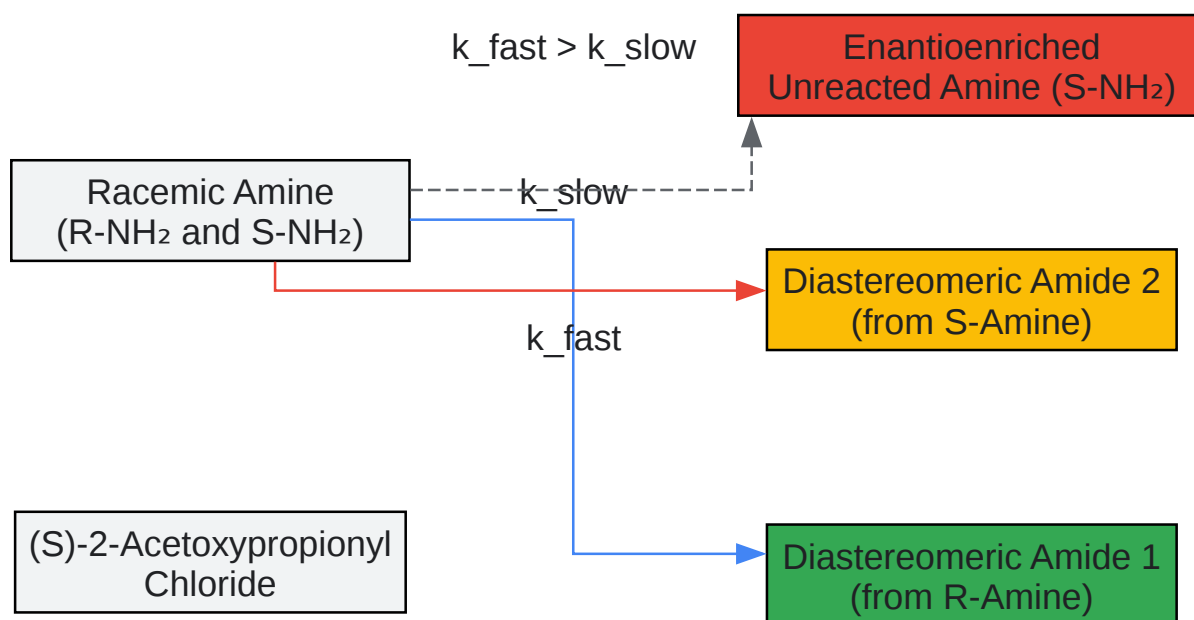 k_fast > k_slow
Enantioenriched
Unreacted Amine (S-NH₂)
Racemic Amine
(R-NH₂ and S-NH₂)
k_slow
Diastereomeric Amide 2
(from S-Amine)
k_fast
(S)-2-Acetoxypropionyl
Chloride
Diastereomeric Amide 1
(from R-Amine)